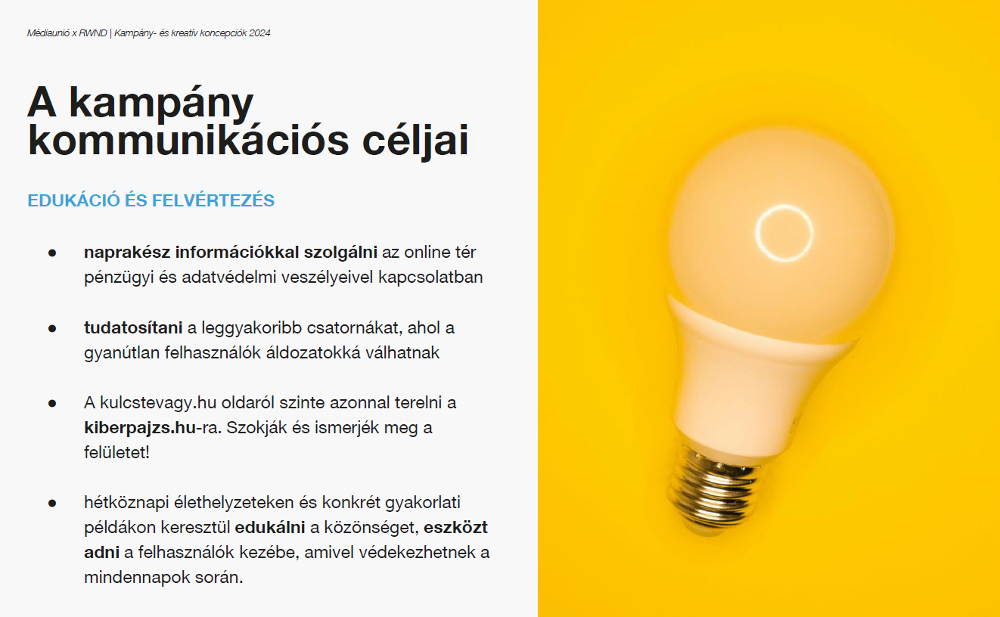 Médiaunió x RWND | Kampány- és kreatív koncepciók 2024
A kampány
kommunikációs céljai
EDUKÁCIÓ ÉS FELVÉRTEZÉS
● naprakész információkkal szolgálni az online tér
pénzügyi és adatvédelmi veszélyeivel kapcsolatban
● tudatosítani a leggyakoribb csatornákat, ahol a
gyanútlan felhasználók áldozatokká válhatnak
● A kulcstevagy.hu oldaról szinte azonnal terelni a
kiberpajzs.hu-ra. Szokják és ismerjék meg a
felületet!
● hétköznapi élethelyzeteken és konkrét gyakorlati
példákon keresztül edukálni a közönséget, eszközt
adni a felhasználók kezébe, amivel védekezhetnek a
mindennapok során.